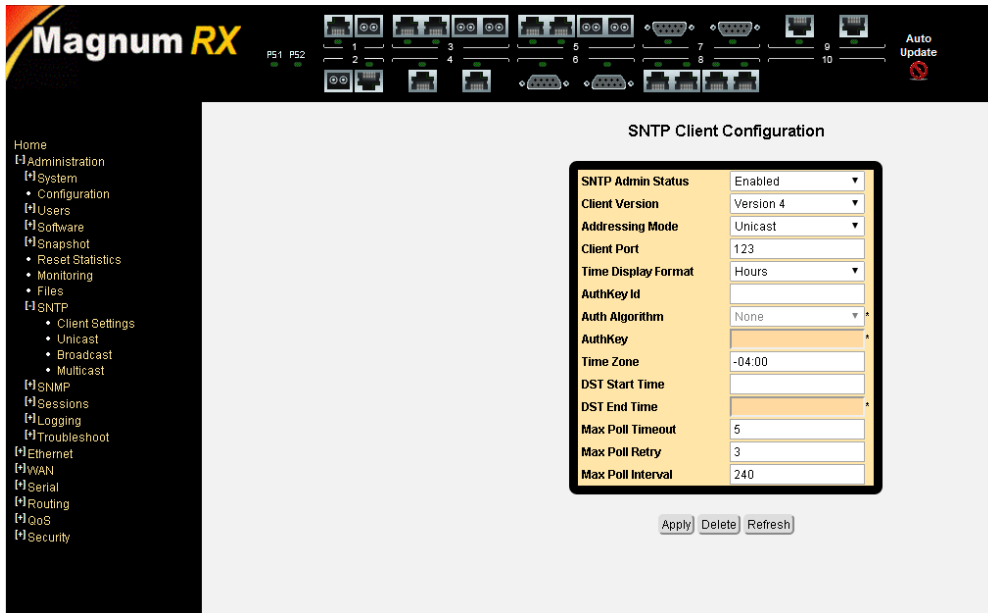 Magnum RX
PS1 PS2
1 3 5 7 9
2 4 6 8 10
Auto
Update
Home
[-] Administration
[+] System
• Configuration
[+] Users
[+] Software
[+] Snapshot
• Reset Statistics
• Monitoring
• Files
[-] SNTP
• Client Settings
• Unicast
• Broadcast
• Multicast
[+] SNMP
[+] Sessions
[+] Logging
[+] Troubleshoot
[+] Ethernet
[+] WAN
[+] Serial
[+] Routing
[+] QoS
[+] Security
SNTP Client Configuration
SNTP Admin Status Enabled
Client Version Version 4
Addressing Mode Unicast
Client Port 123
Time Display Format Hours
AuthKey Id
Auth Algorithm None *
AuthKey *
Time Zone -04:00
DST Start Time
DST End Time *
Max Poll Timeout 5
Max Poll Retry 3
Max Poll Interval 240
Apply Delete Refresh